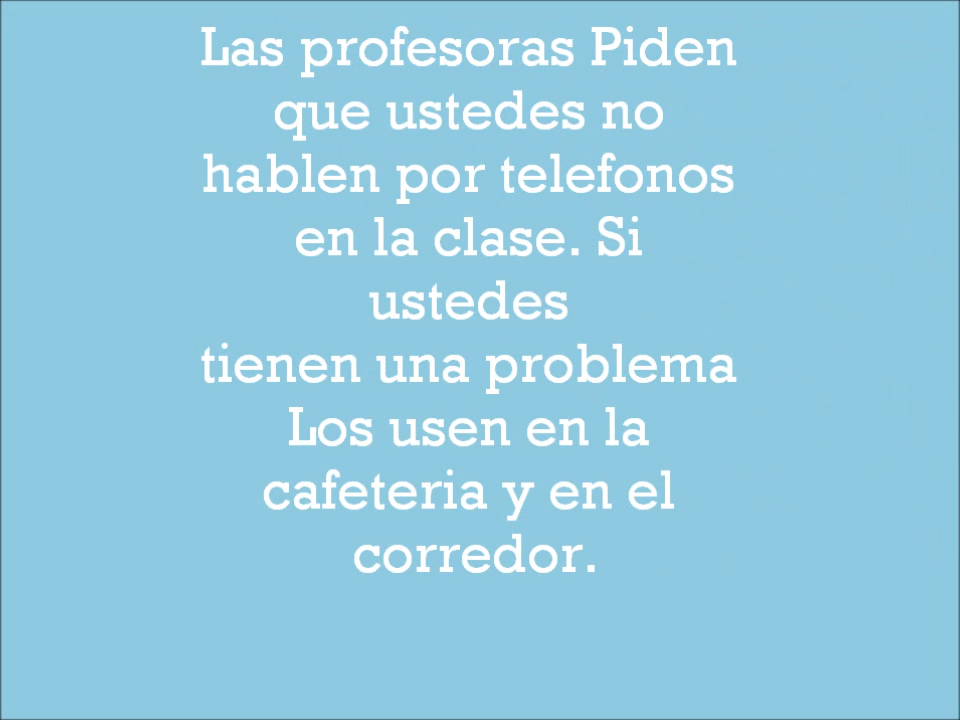 Las profesoras Piden
que ustedes no
hablen por telefonos
en la clase. Si
ustedes
tienen una problema
Los usen en la
cafeteria y en el
corredor.